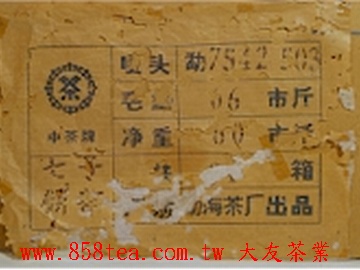 唛头 勐7542 503
毛重 66 市斤
中茶牌 净重 60 市斤
七子 箱
饼茶 勐海茶厂出品
www.858tea.com.tw 大友茶業